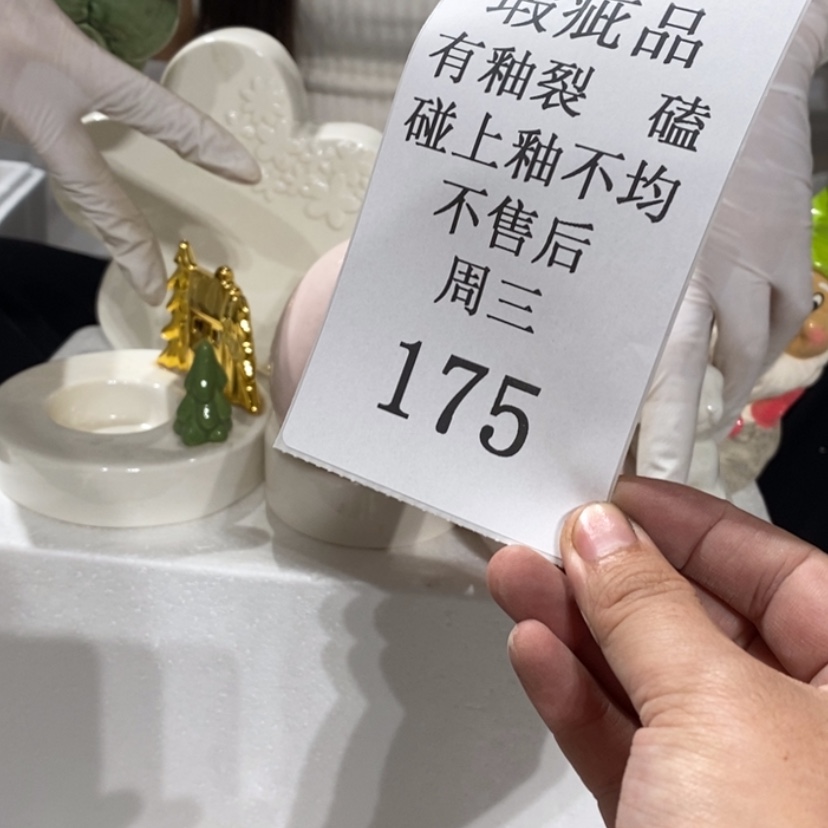 瑕疵品
有釉裂 磕
碰上釉不均
不售后
周三
175